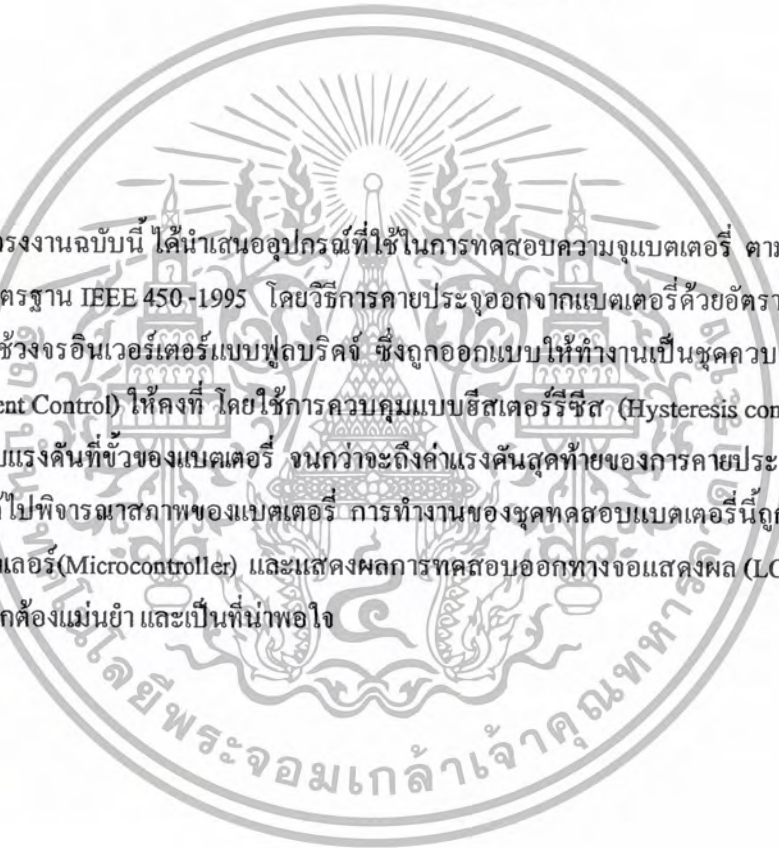 ครงงานฉบับนี้ ได้นำเสนออุปกรณ์ที่ใช้ในการทดสอบความจุแบตเตอรี่ ตาม
ตรฐาน IEEE 450-1995 โดยวิธีการคายประจุออกจากแบตเตอรี่ด้วยอัตรา
ช้วงจรอินเวอร์เตอร์แบบฟูลบริดจ์ ซึ่งถูกออกแบบให้ทำงานเป็นชุดควบ
ent Control) ให้คงที่ โดยใช้การควบคุมแบบฮีสเตอร์รีซีส (Hysteresis con
บแรงดันที่ขั้วของแบตเตอรี่ จนกว่าจะถึงค่าแรงดันสุดท้ายของการคายประ
ไปพิจารณาสภาพของแบตเตอรี่ การทำงานของชุดทดสอบแบตเตอรี่นี้ถู
เลอร์(Microcontroller) และแสดงผลการทดสอบออกทางจอแสดงผล (LC
กต้องแม่นยำ และเป็นที่น่าพอใจ
คโนโลยีพระจอมเกล้าเจ้าคุณทหาร